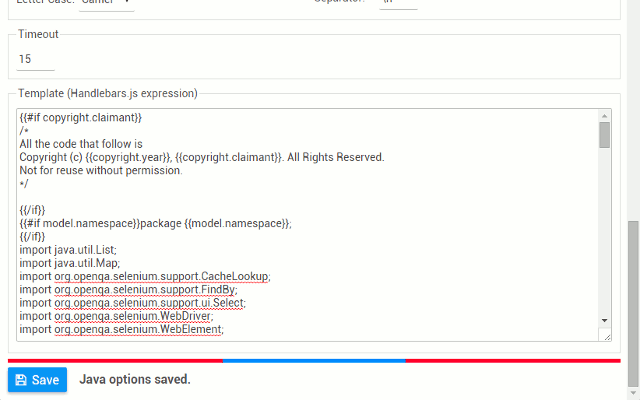 Letter Case:
Separator:
Timeout
15
Template (Handlebars.js expression)
{{#if copyright.claimant}}
/*
All the code that follow is
Copyright (c) {{copyright.year}}, {{copyright.claimant}}. All Rights Reserved.
Not for reuse without permission.
*/
{{/if}}
{{#if model.namespace}}package {{model.namespace}};
{{/if}}
import java.util.List;
import java.util.Map;
import org.openqa.selenium.support.CacheLookup;
import org.openqa.selenium.support.FindBy;
import org.openqa.selenium.support.ui.Select;
import org.openqa.selenium.WebDriver;
import org.openqa.selenium.WebElement;
Save Java options saved.